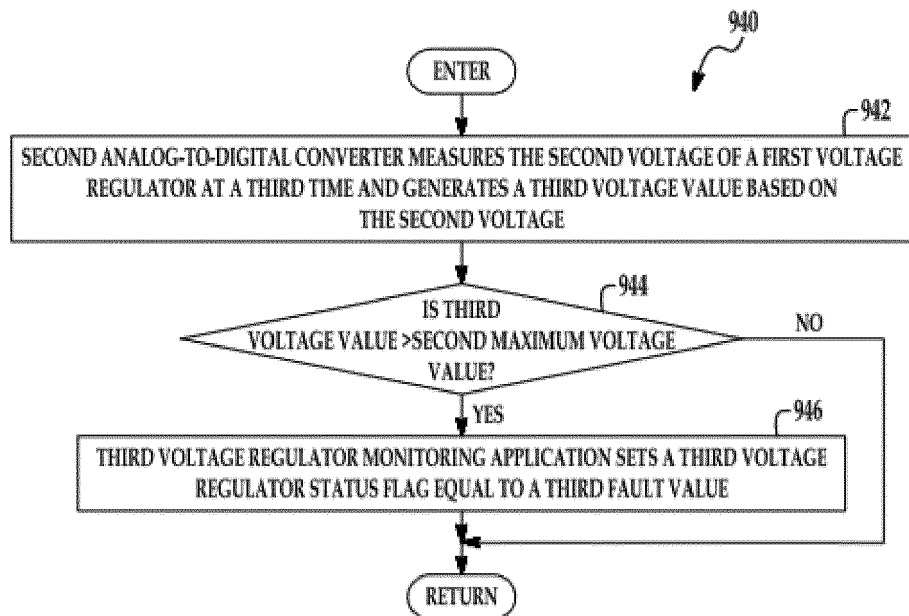 940
ENTER
942
SECOND ANALOG-TO-DIGITAL CONVERTER MEASURES THE SECOND VOLTAGE OF A FIRST VOLTAGE
REGULATOR AT A THIRD TIME AND GENERATES A THIRD VOLTAGE VALUE BASED ON
THE SECOND VOLTAGE
944
IS THIRD
VOLTAGE VALUE >SECOND MAXIMUM VOLTAGE
VALUE?
NO
YES
946
THIRD VOLTAGE REGULATOR MONITORING APPLICATION SETS A THIRD VOLTAGE
REGULATOR STATUS FLAG EQUAL TO A THIRD FAULT VALUE
RETURN